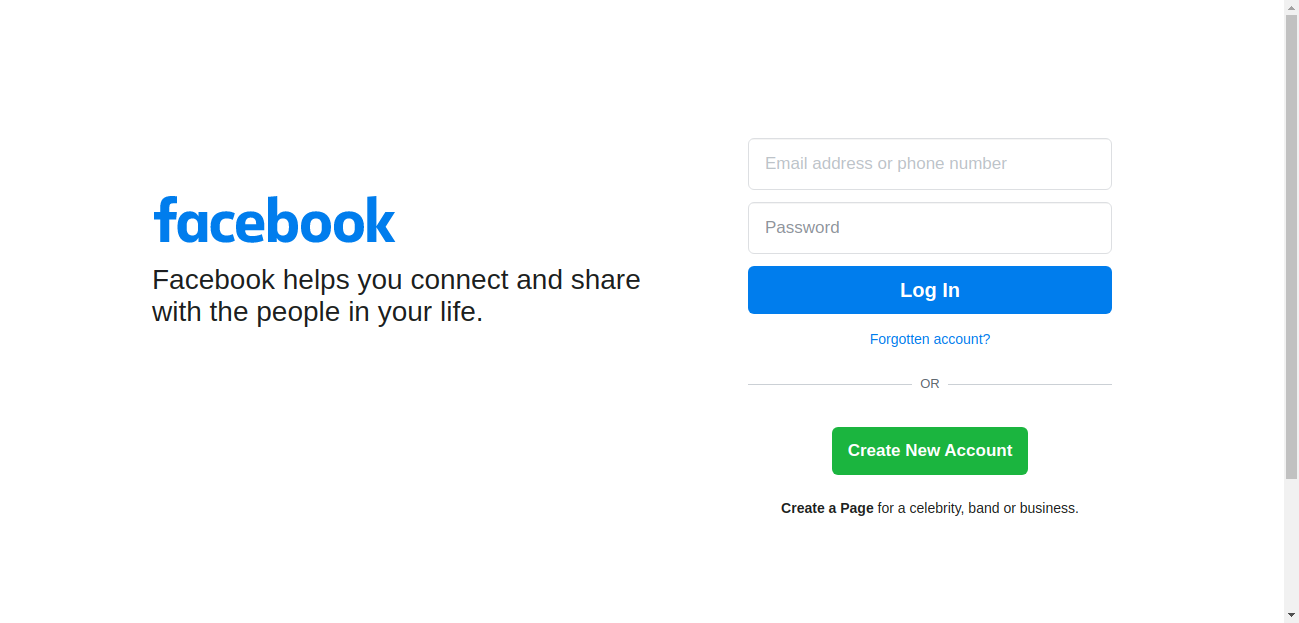 facebook
Facebook helps you connect and share
with the people in your life.
Email address or phone number
Password
Log In
Forgotten account?
OR
Create New Account
Create a Page for a celebrity, band or business.